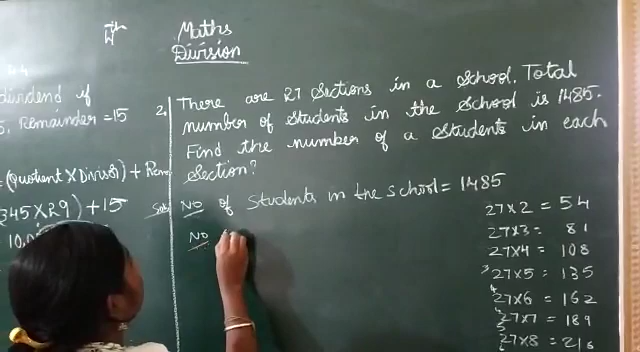 Maths
Division
dividend if
5, Remainder = 15
= (Quotient X Divisor) + Rem
345 X 29) + 15
2, There are 27 Sections in a School. Total
number of Students in the School is 1485.
Find the number of a Students in each
Section?
NO of Students in the School = 1485
NO
27 X 2 = 54
27 X 3 = 81
27 X 4 = 108
27 X 5 = 135
27 X 6 = 162
27 X 7 = 189
27 X 8 = 216